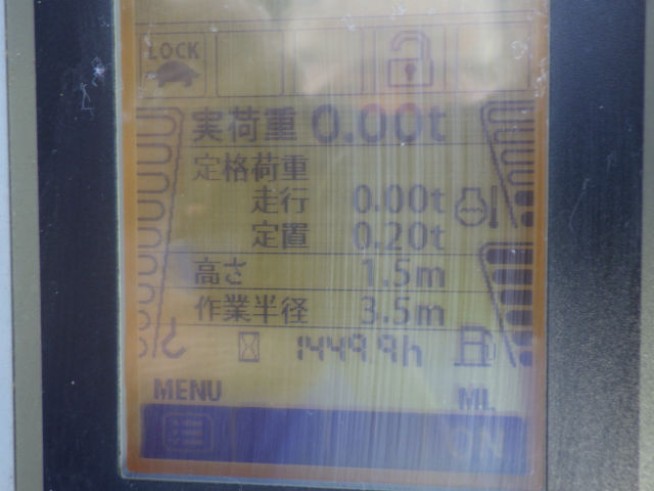 LOCK
実荷重 0.00t
定格荷重
走行 0.00t
定置 0.20t
高さ 1.5m
作業半径 3.5m
1449.9h
MENU ML
ON